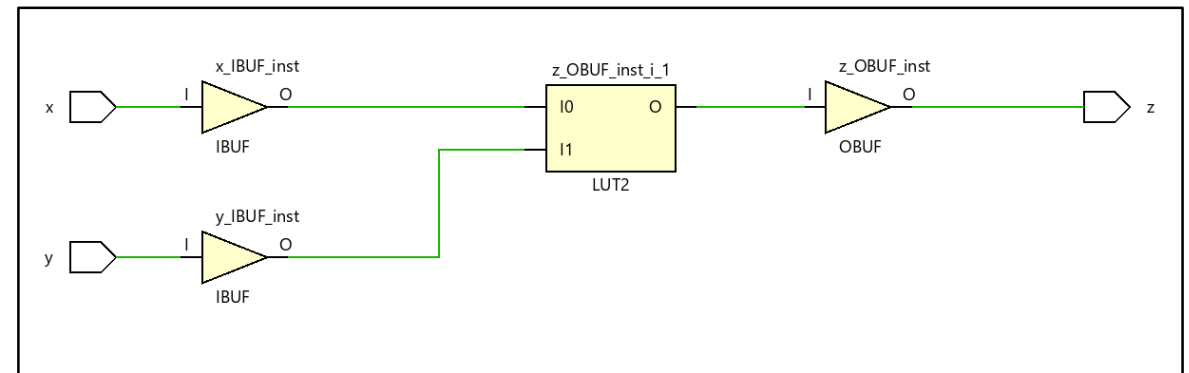 x_IBUF_inst
z_OBUF_inst_i_1
z_OBUF_inst
x
I
O
I0
O
I
O
z
IBUF
I1
OBUF
LUT2
y_IBUF_inst
y
I
O
IBUF